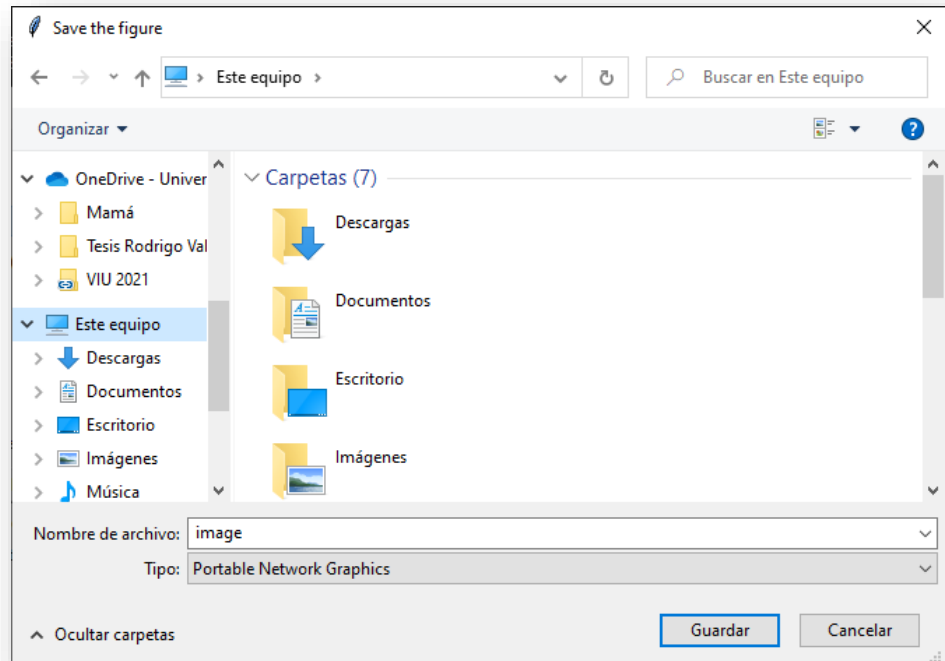 Save the figure
Este equipo
Buscar en Este equipo
Organizar
OneDrive - Univer
Mamá
Tesis Rodrigo Val
VIU 2021
Este equipo
Descargas
Documentos
Escritorio
Imágenes
Música
Carpetas (7)
Descargas
Documentos
Escritorio
Imágenes
Nombre de archivo: image
Tipo: Portable Network Graphics
Ocultar carpetas
Guardar
Cancelar